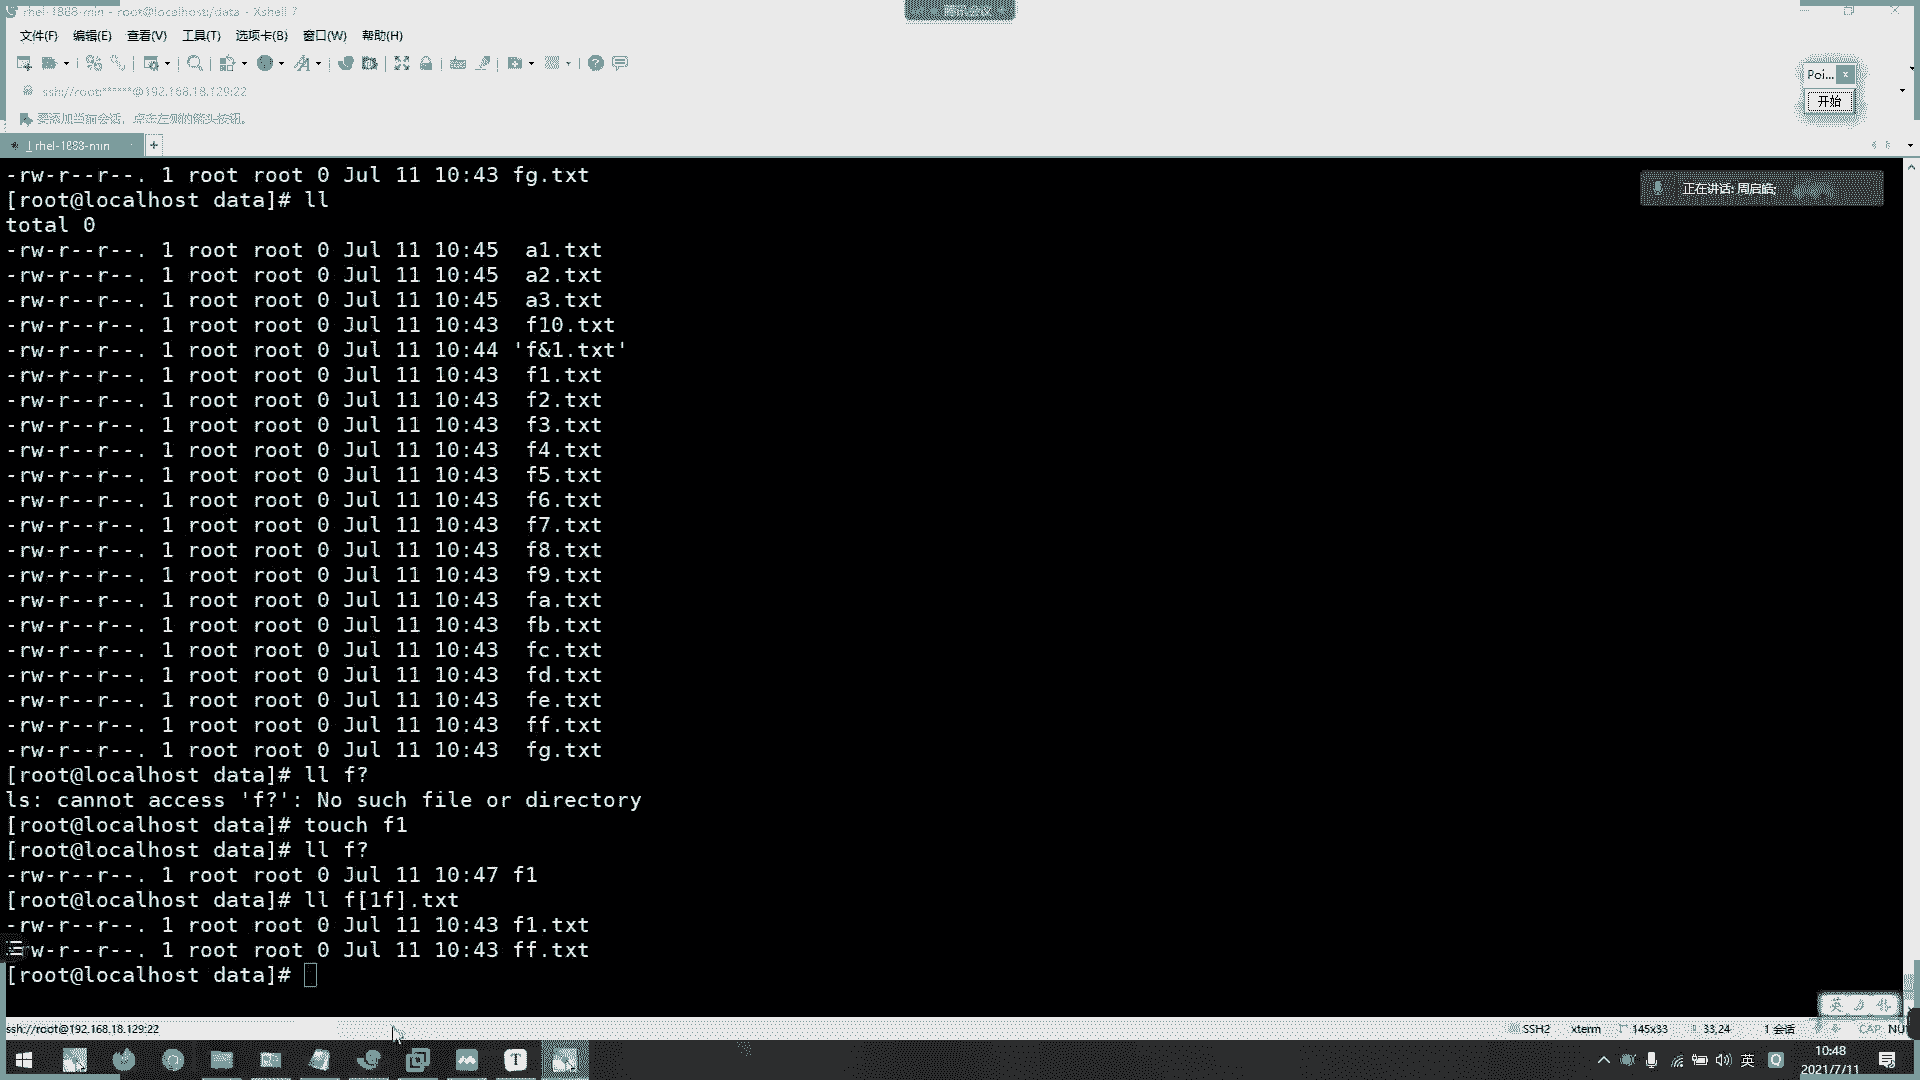 rhel-1888-min - root@localhost:/data - Xshell 7
腾讯会议
文件(F) 编辑(E) 查看(V) 工具(T) 选项卡(B) 窗口(W) 帮助(H)
Poi... x
开始
ssh://root:******@192.168.18.129:22
要添加当前会话，点击左侧的箭头按钮。
1 rhel-1888-min
+
正在讲话: 周启皓;
-rw-r--r--. 1 root root 0 Jul 11 10:43 fg.txt
[root@localhost data]# ll
total 0
-rw-r--r--. 1 root root 0 Jul 11 10:45  a1.txt
-rw-r--r--. 1 root root 0 Jul 11 10:45  a2.txt
-rw-r--r--. 1 root root 0 Jul 11 10:45  a3.txt
-rw-r--r--. 1 root root 0 Jul 11 10:43  f10.txt
-rw-r--r--. 1 root root 0 Jul 11 10:44 'f&1.txt'
-rw-r--r--. 1 root root 0 Jul 11 10:43  f1.txt
-rw-r--r--. 1 root root 0 Jul 11 10:43  f2.txt
-rw-r--r--. 1 root root 0 Jul 11 10:43  f3.txt
-rw-r--r--. 1 root root 0 Jul 11 10:43  f4.txt
-rw-r--r--. 1 root root 0 Jul 11 10:43  f5.txt
-rw-r--r--. 1 root root 0 Jul 11 10:43  f6.txt
-rw-r--r--. 1 root root 0 Jul 11 10:43  f7.txt
-rw-r--r--. 1 root root 0 Jul 11 10:43  f8.txt
-rw-r--r--. 1 root root 0 Jul 11 10:43  f9.txt
-rw-r--r--. 1 root root 0 Jul 11 10:43  fa.txt
-rw-r--r--. 1 root root 0 Jul 11 10:43  fb.txt
-rw-r--r--. 1 root root 0 Jul 11 10:43  fc.txt
-rw-r--r--. 1 root root 0 Jul 11 10:43  fd.txt
-rw-r--r--. 1 root root 0 Jul 11 10:43  fe.txt
-rw-r--r--. 1 root root 0 Jul 11 10:43  ff.txt
-rw-r--r--. 1 root root 0 Jul 11 10:43  fg.txt
[root@localhost data]# ll f?
ls: cannot access 'f?': No such file or directory
[root@localhost data]# touch f1
[root@localhost data]# ll f?
-rw-r--r--. 1 root root 0 Jul 11 10:47 f1
[root@localhost data]# ll f[1f].txt
-rw-r--r--. 1 root root 0 Jul 11 10:43 f1.txt
rw-r--r--. 1 root root 0 Jul 11 10:43 ff.txt
[root@localhost data]#
英
ssh://root@192.168.18.129:22 SSH2 xterm 145x33 33,24 1 会话 CAP NU
T 英 10:48
2021/7/11